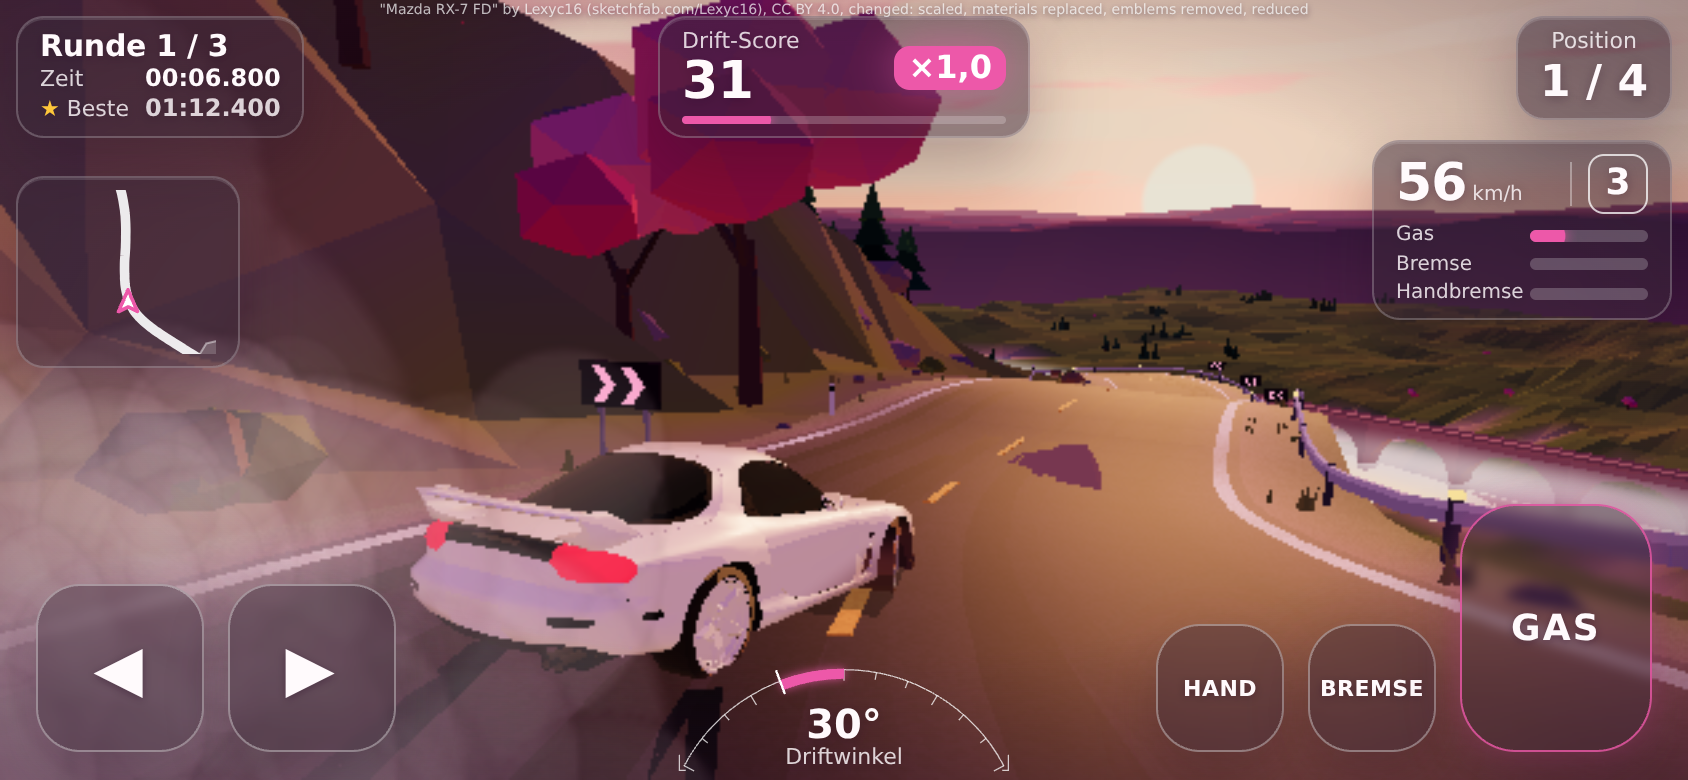 "Mazda RX-7 FD" by Lexyc16 (sketchfab.com/Lexyc16), CC BY 4.0, changed: scaled, materials replaced, emblems removed, reduced
Runde 1 / 3
Zeit 00:06.800
★ Beste 01:12.400
Drift-Score
31
×1,0
Position
1 / 4
56 km/h
3
Gas
Bremse
Handbremse
◀
▶
30°
Driftwinkel
HAND
BREMSE
GAS